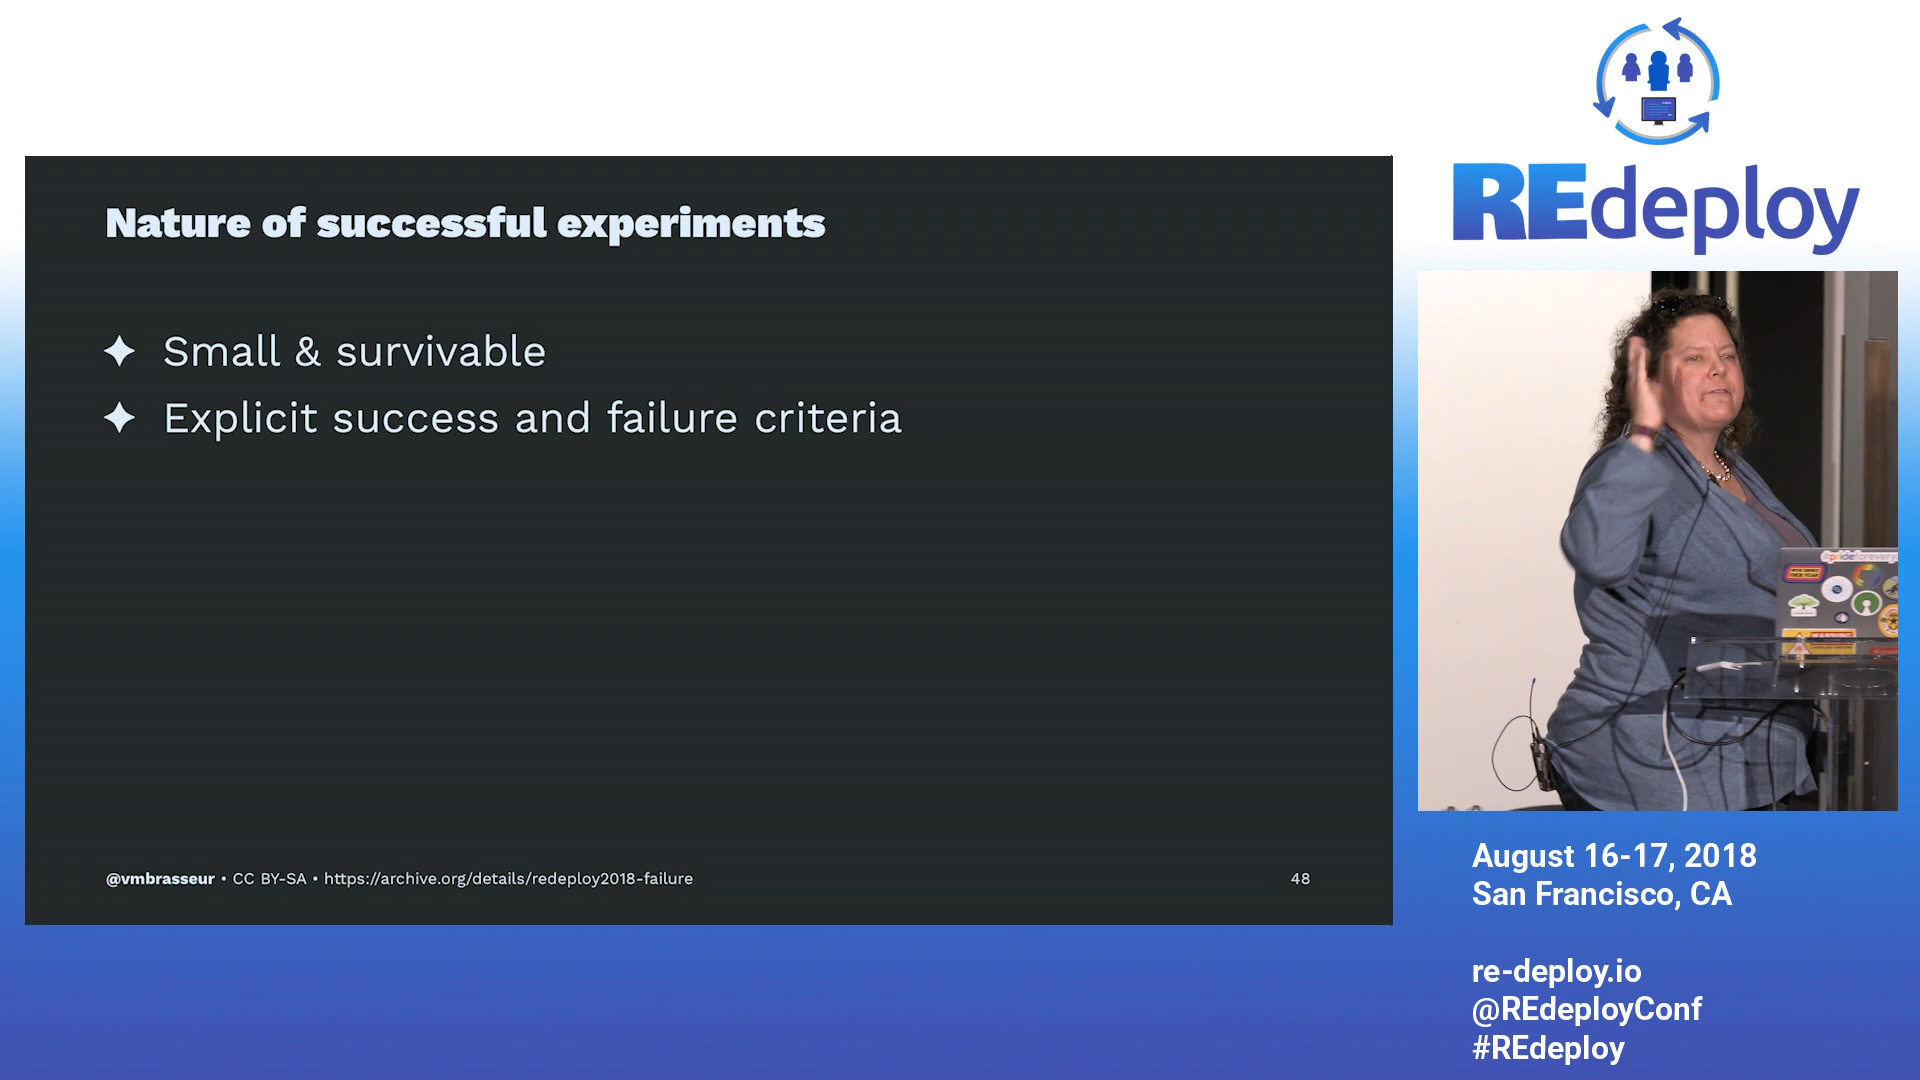 Nature of successful experiments
✦ Small & survivable
✦ Explicit success and failure criteria
@vmbrasseur • CC BY-SA • https://archive.org/details/redeploy2018-failure
48
REdeploy
August 16-17, 2018
San Francisco, CA
re-deploy.io
@REdeployConf
#REdeploy